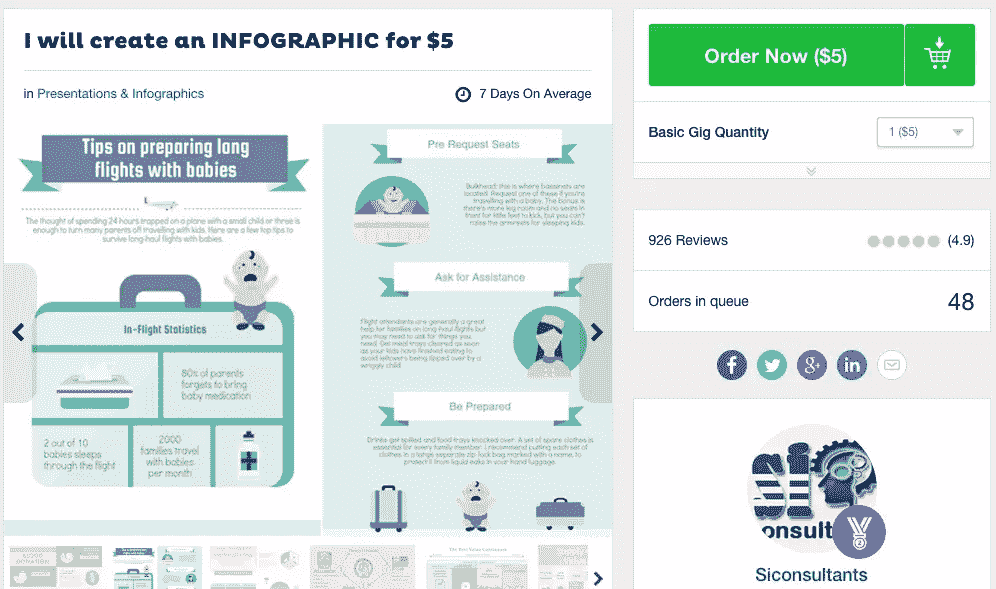 I will create an INFOGRAPHIC for $5
in Presentations & Infographics
7 Days On Average
Tips on preparing long
flights with babies
The thought of spending 24 hours trapped on a plane with a small child or three is
enough to turn many parents off travelling with kids. Here are a few top tips to
survive long-haul flights with babies.
In-Flight Statistics
80% of parents
forgets to bring
baby medication
2 out of 10
babies sleeps
through the flight
2000
families travel
with babies
per month
Pre Request Seats
Bulkhead: this is where bassinets are
located. Request one of these if you're
travelling with a baby. The bonus is
there's more leg room and no seats in
front for little feet to kick, but you can't
raise the armrests for sleeping kids.
Ask for Assistance
Flight attendants are generally a great
help for families on long-haul flights but
you may need to ask for things you
need. Get meal trays cleared as soon
as your kids have finished eating to
avoid leftovers being tipped over by a
wriggly child.
Be Prepared
Drinks get spilled and food trays knocked over. A set of spare clothes is
essential for every family member. I recommend putting each set of
clothes in a large separate zip lock bag marked with a name, to
protect it from liquid leaks in your hand luggage.
Order Now ($5)
Basic Gig Quantity
1 ($5)
926 Reviews
(4.9)
Orders in queue
48
f
g+
in
SI
onsult
Siconsultants